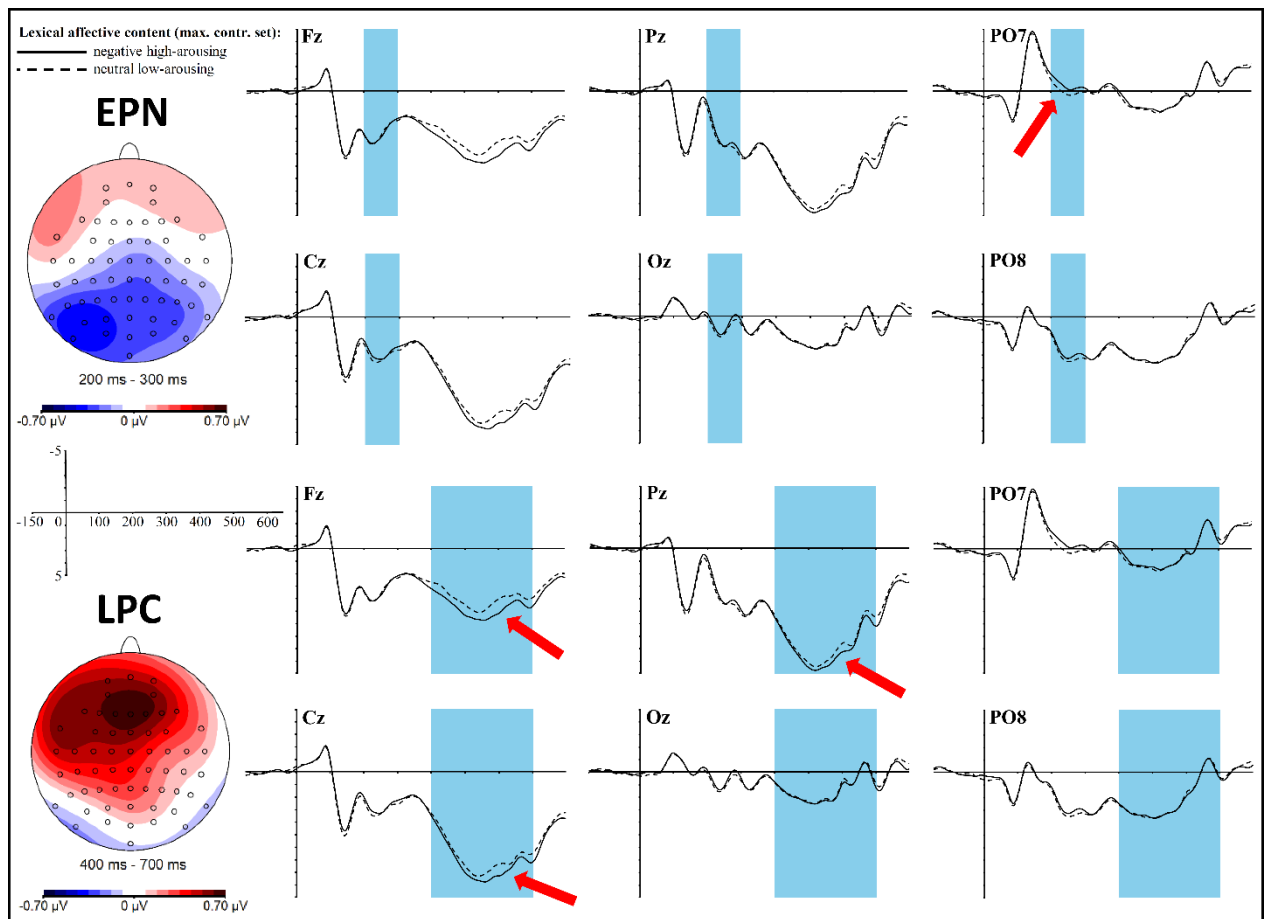 Lexical affective content (max. contr. set):
negative high-arousing
neutral low-arousing
EPN
200 ms - 300 ms
-0.70 µV 0 µV 0.70 µV
Fz
Pz
PO7
Cz
Oz
PO8
-5
-150 0 100 200 300 400 500 600
5
LPC
400 ms - 700 ms
-0.70 µV 0 µV 0.70 µV
Fz
Pz
PO7
Cz
Oz
PO8